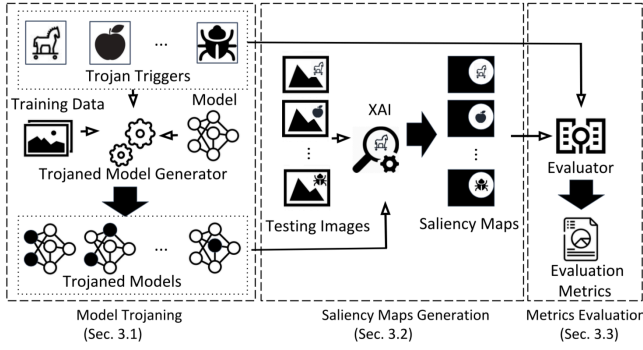 ...
Trojan Triggers
Training Data
Model
Trojaned Model Generator
...
Trojaned Models
Model Trojaning
(Sec. 3.1)
...
Testing Images
XAI
...
Saliency Maps
Saliency Maps Generation
(Sec. 3.2)
Evaluator
Evaluation
Metrics
Metrics Evaluation
(Sec. 3.3)